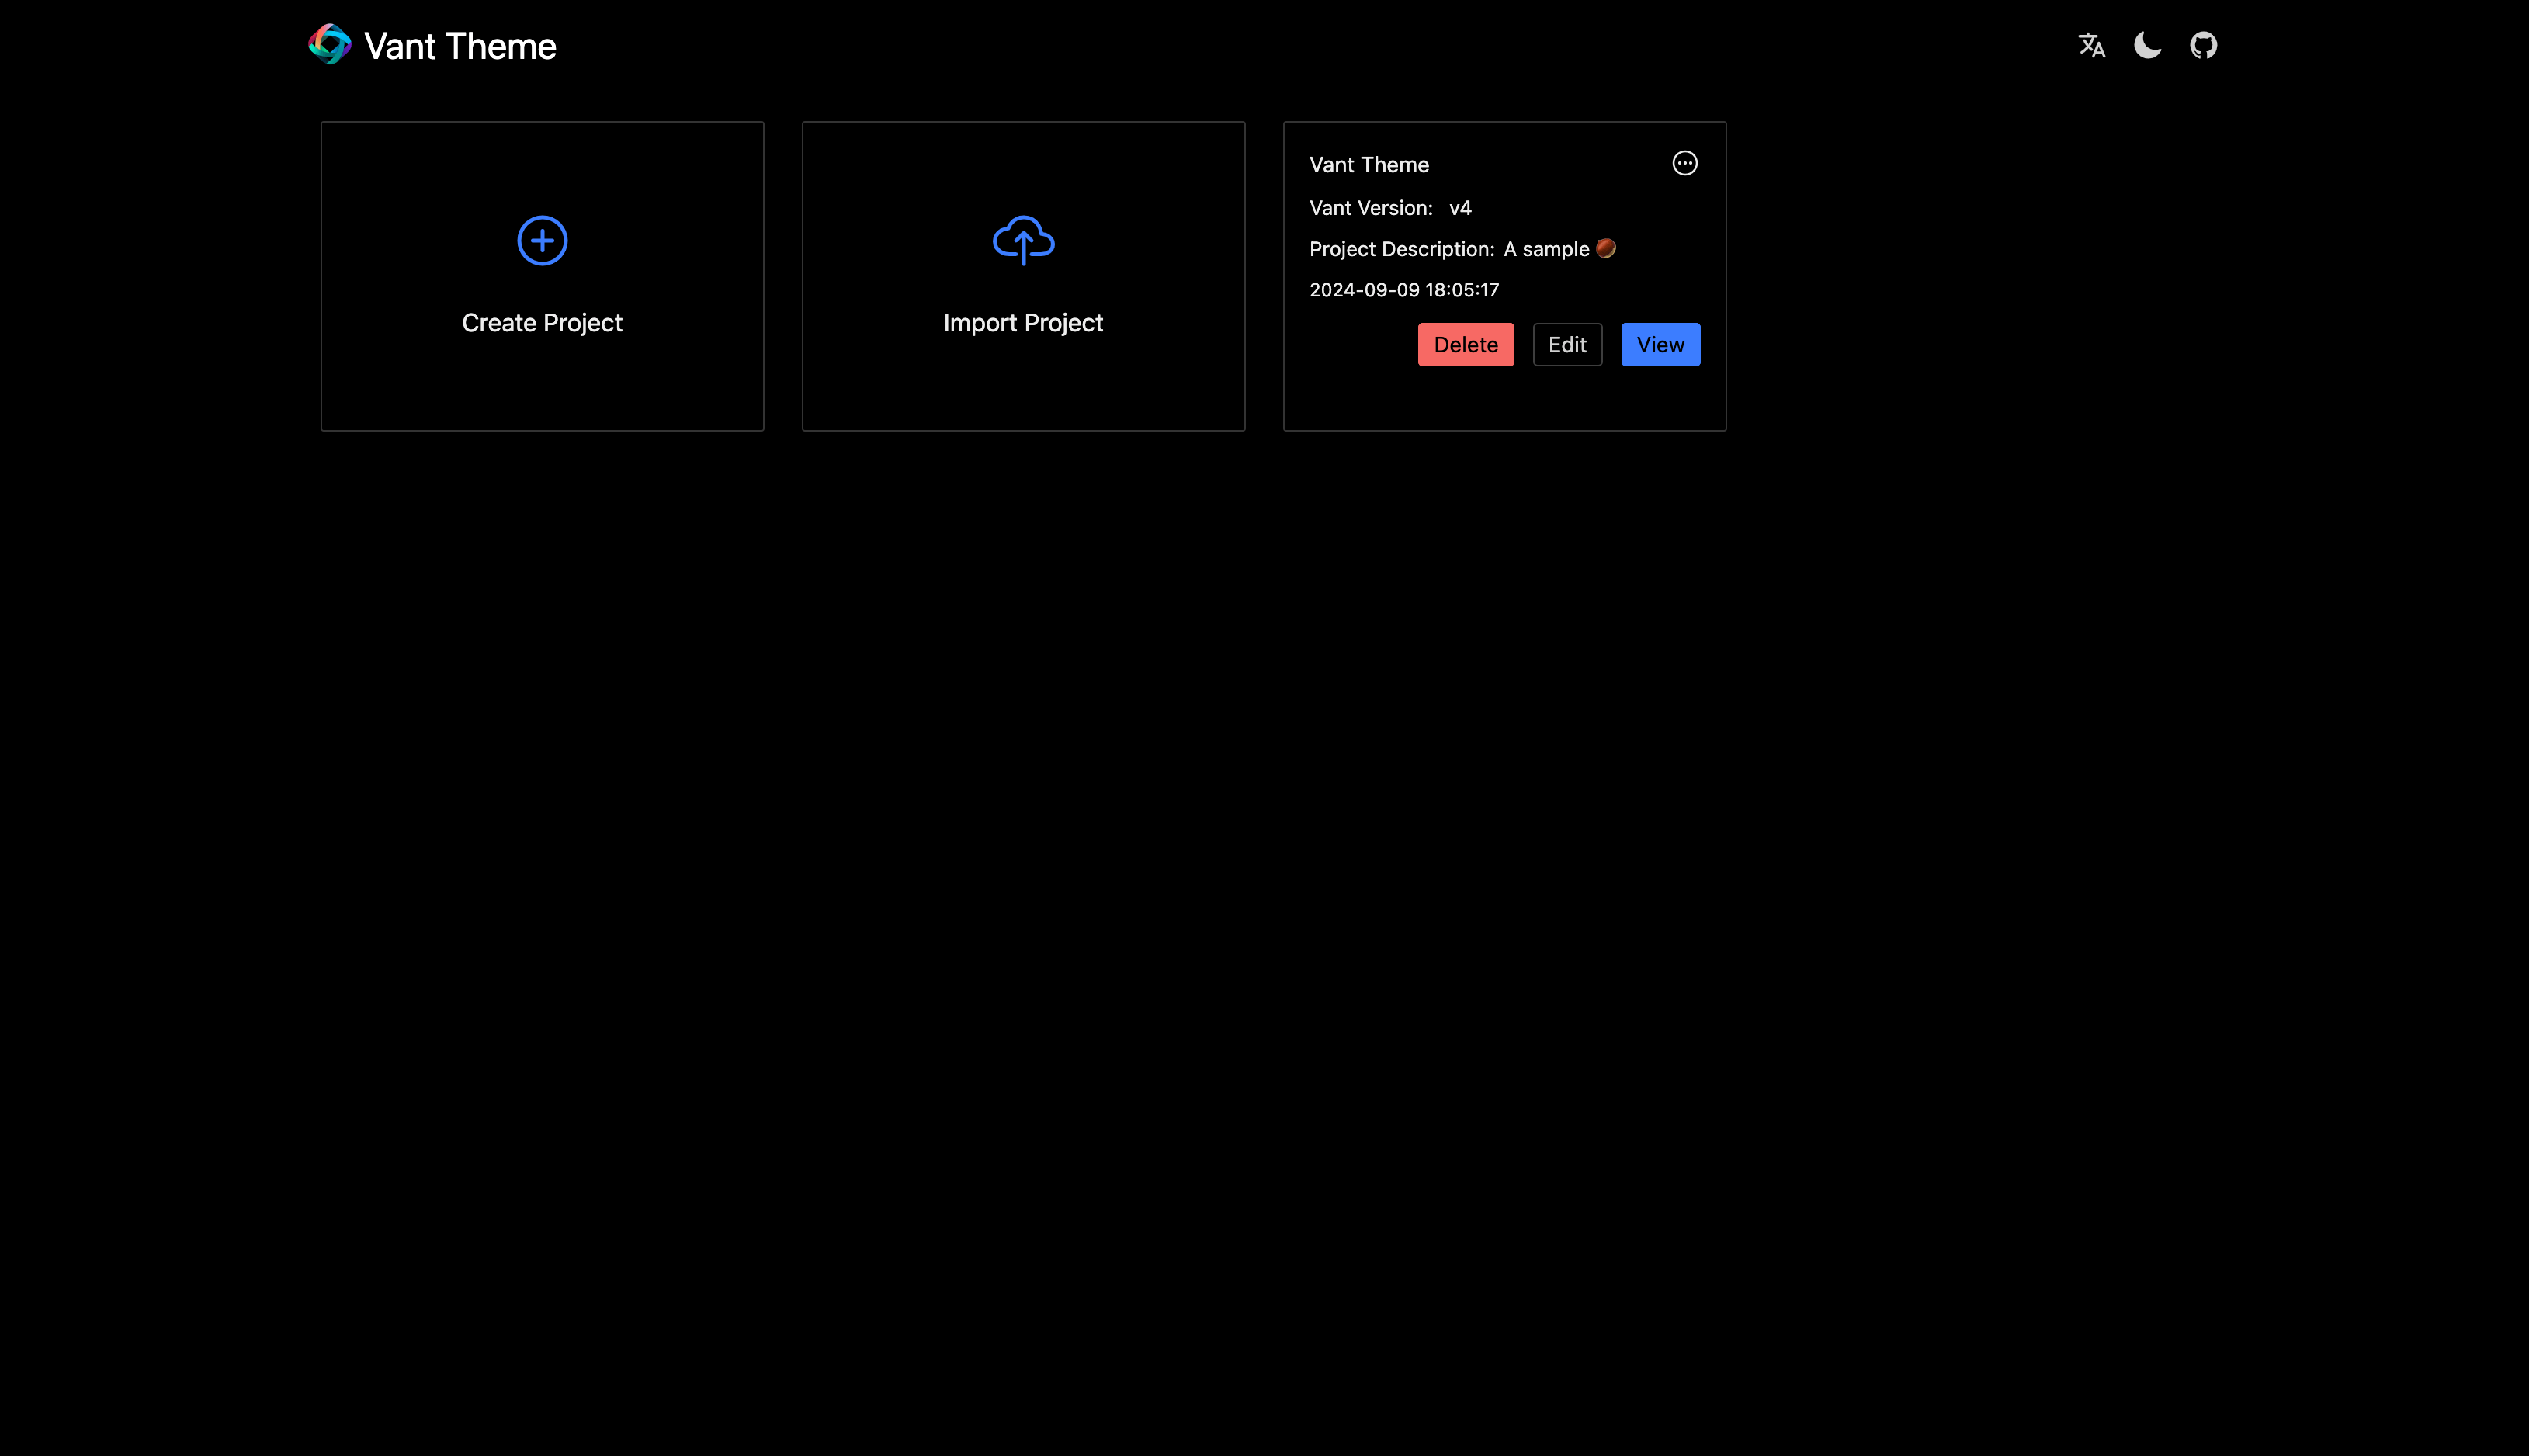 Vant Theme
Create Project
Import Project
Vant Theme
Vant Version: v4
Project Description: A sample 🌰
2024-09-09 18:05:17
Delete Edit View